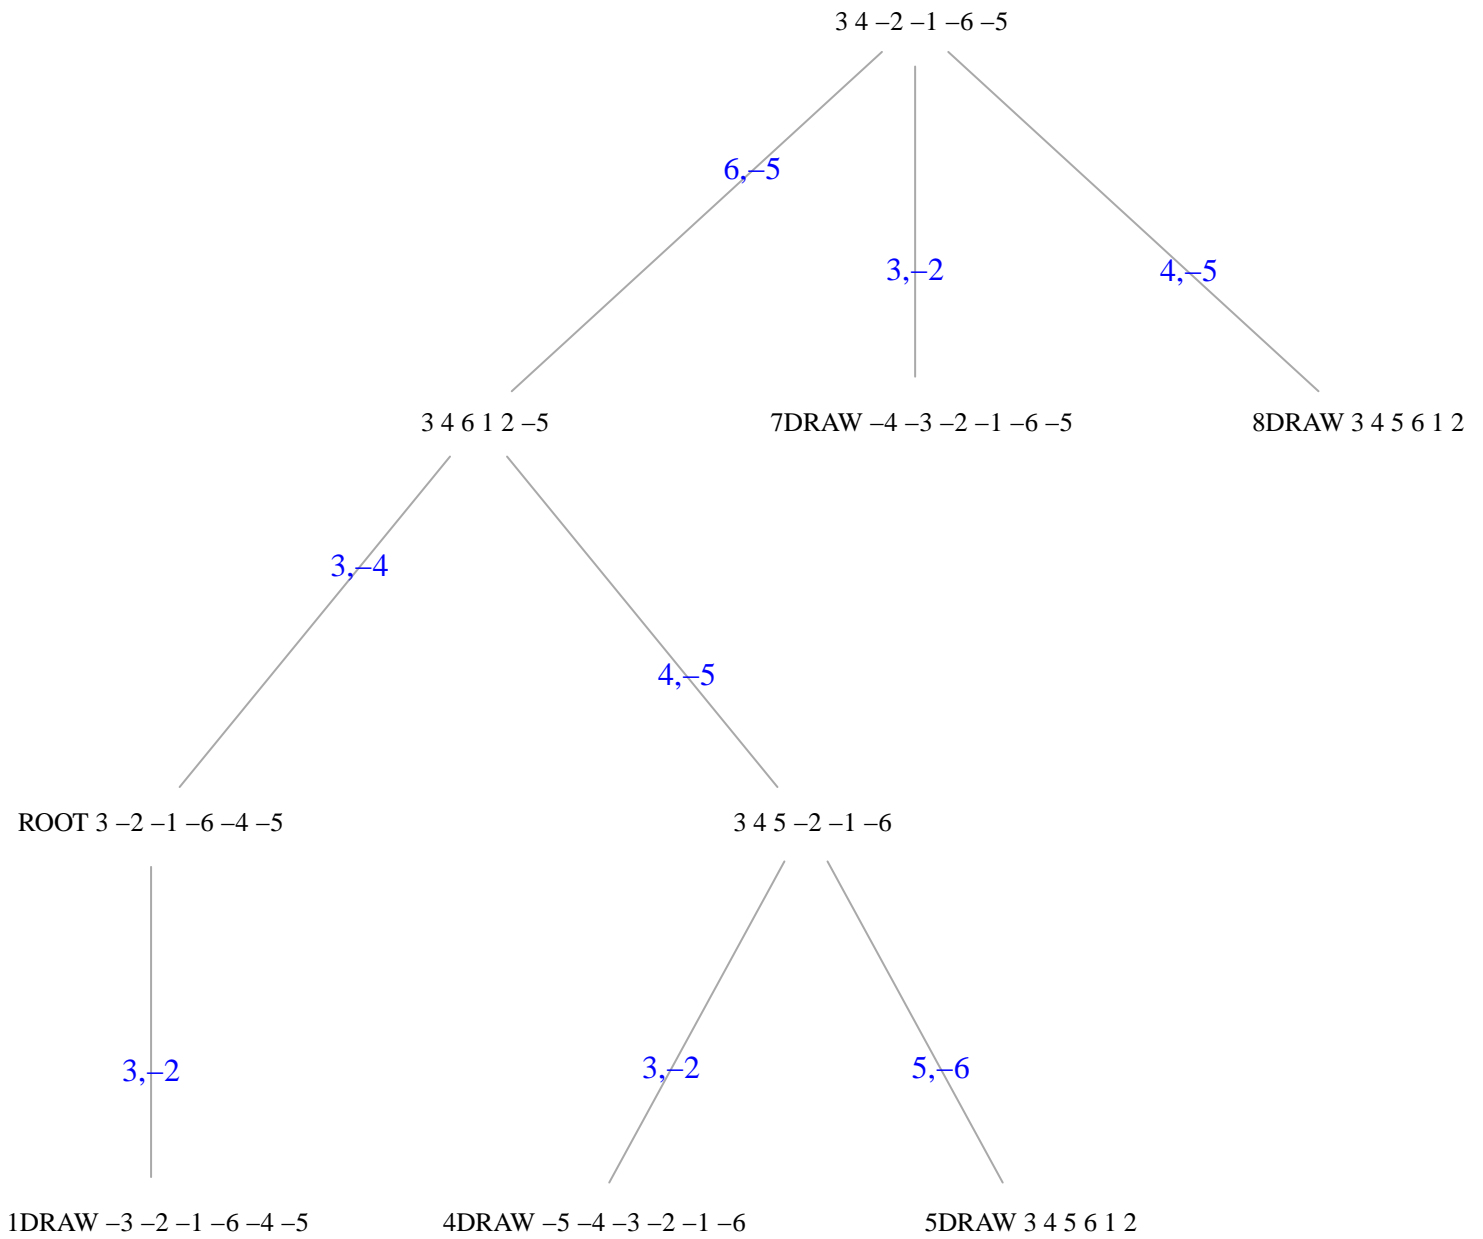 3 4 –2 –1 –6 –5
6,–5
3,–2
4,–5
3 4 6 1 2 –5
7DRAW –4 –3 –2 –1 –6 –5
8DRAW 3 4 5 6 1 2
3,–4
4,–5
ROOT 3 –2 –1 –6 –4 –5
3 4 5 –2 –1 –6
3,–2
3,–2
5,–6
1DRAW –3 –2 –1 –6 –4 –5
4DRAW –5 –4 –3 –2 –1 –6
5DRAW 3 4 5 6 1 2